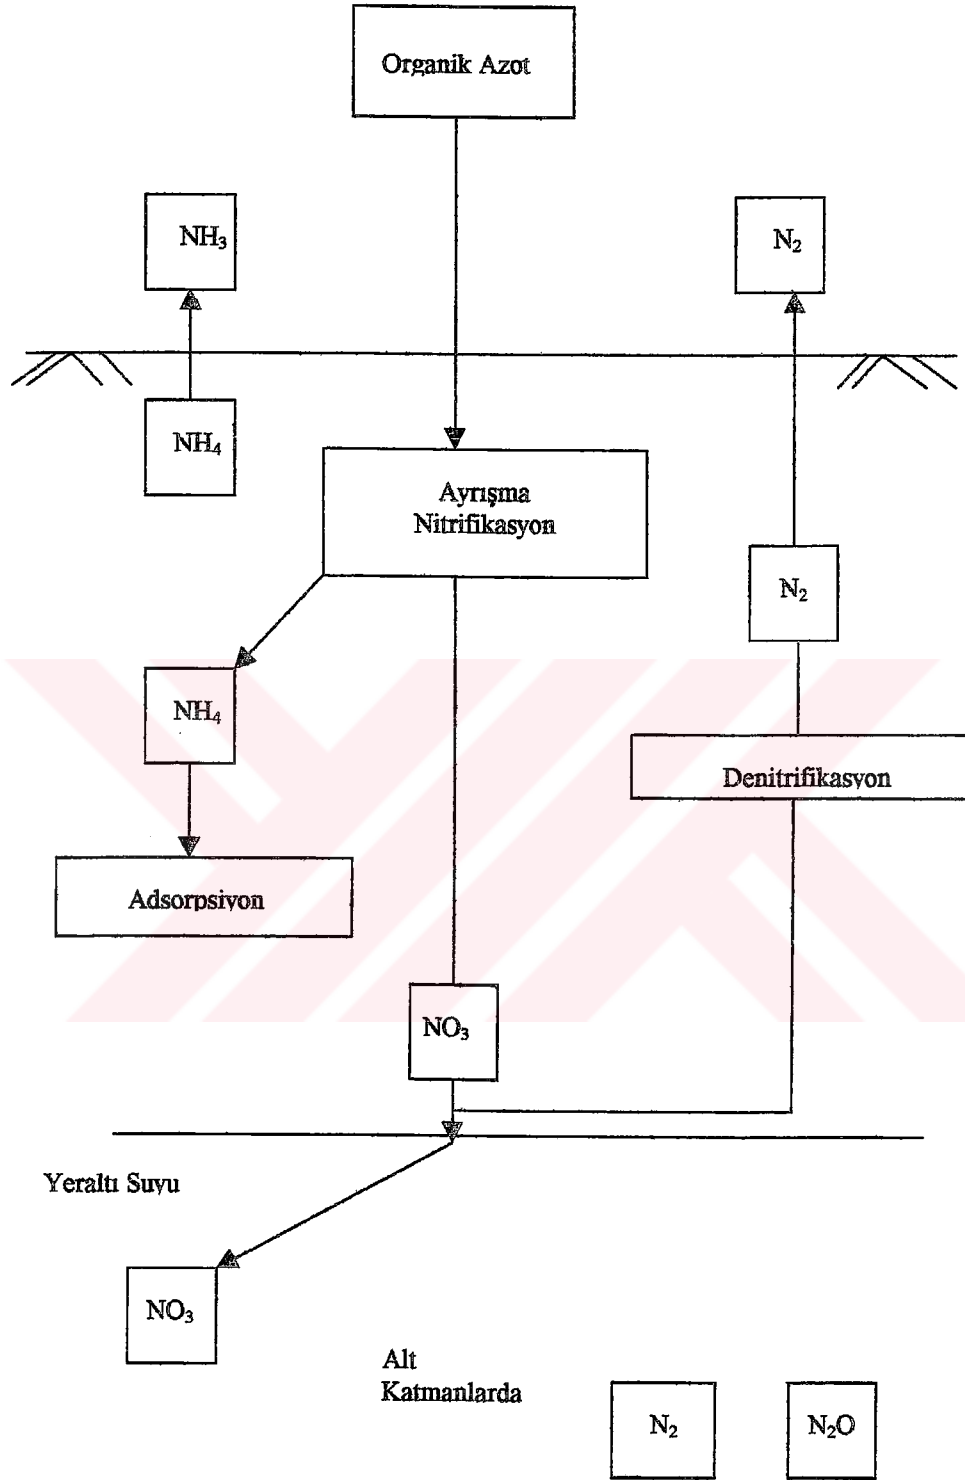 Organik Azot
NH₃
N₂
NH₄
Ayrışma
Nitrifikasyon
N₂
NH₄
Denitrifikasyon
Adsorpsiyon
NO₃
Yeraltı Suyu
NO₃
Alt
Katmanlarda
N₂
N₂O